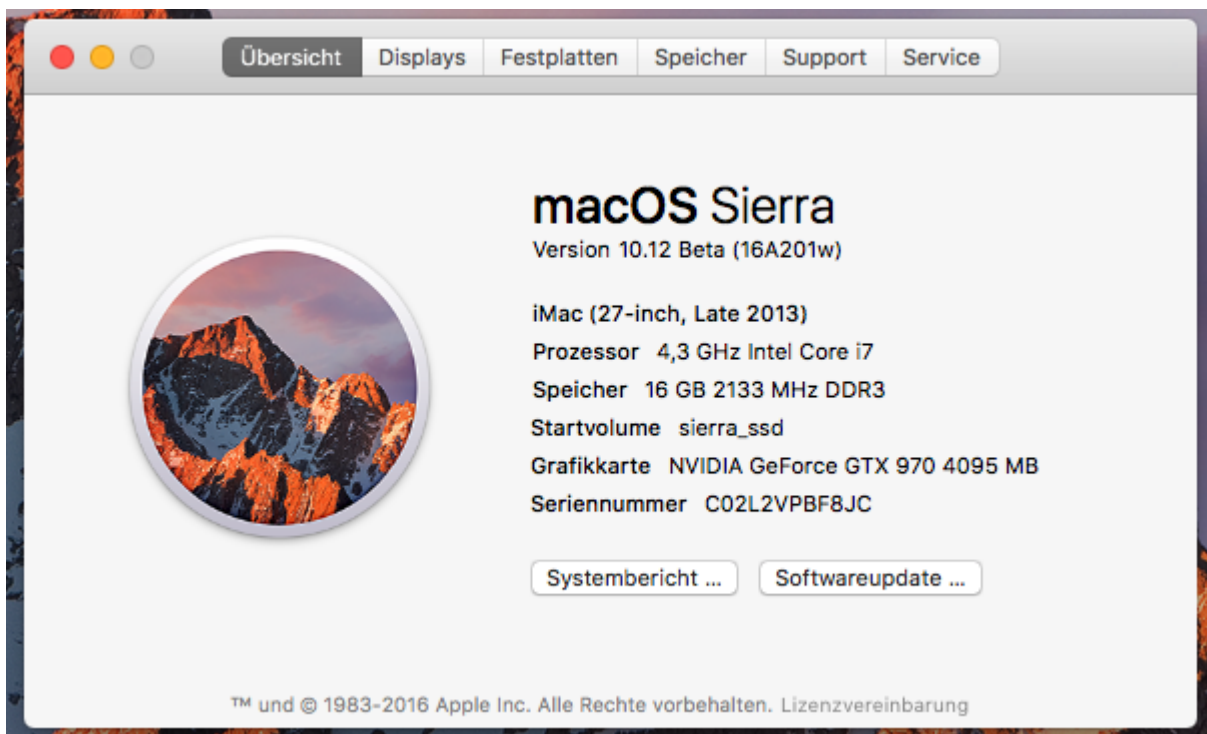 Übersicht Displays Festplatten Speicher Support Service
macOS Sierra
Version 10.12 Beta (16A201w)
iMac (27-inch, Late 2013)
Prozessor 4,3 GHz Intel Core i7
Speicher 16 GB 2133 MHz DDR3
Startvolume sierra_ssd
Grafikkarte NVIDIA GeForce GTX 970 4095 MB
Seriennummer C02L2VPBF8JC
Systembericht ... Softwareupdate ...
™ und © 1983-2016 Apple Inc. Alle Rechte vorbehalten. Lizenzvereinbarung